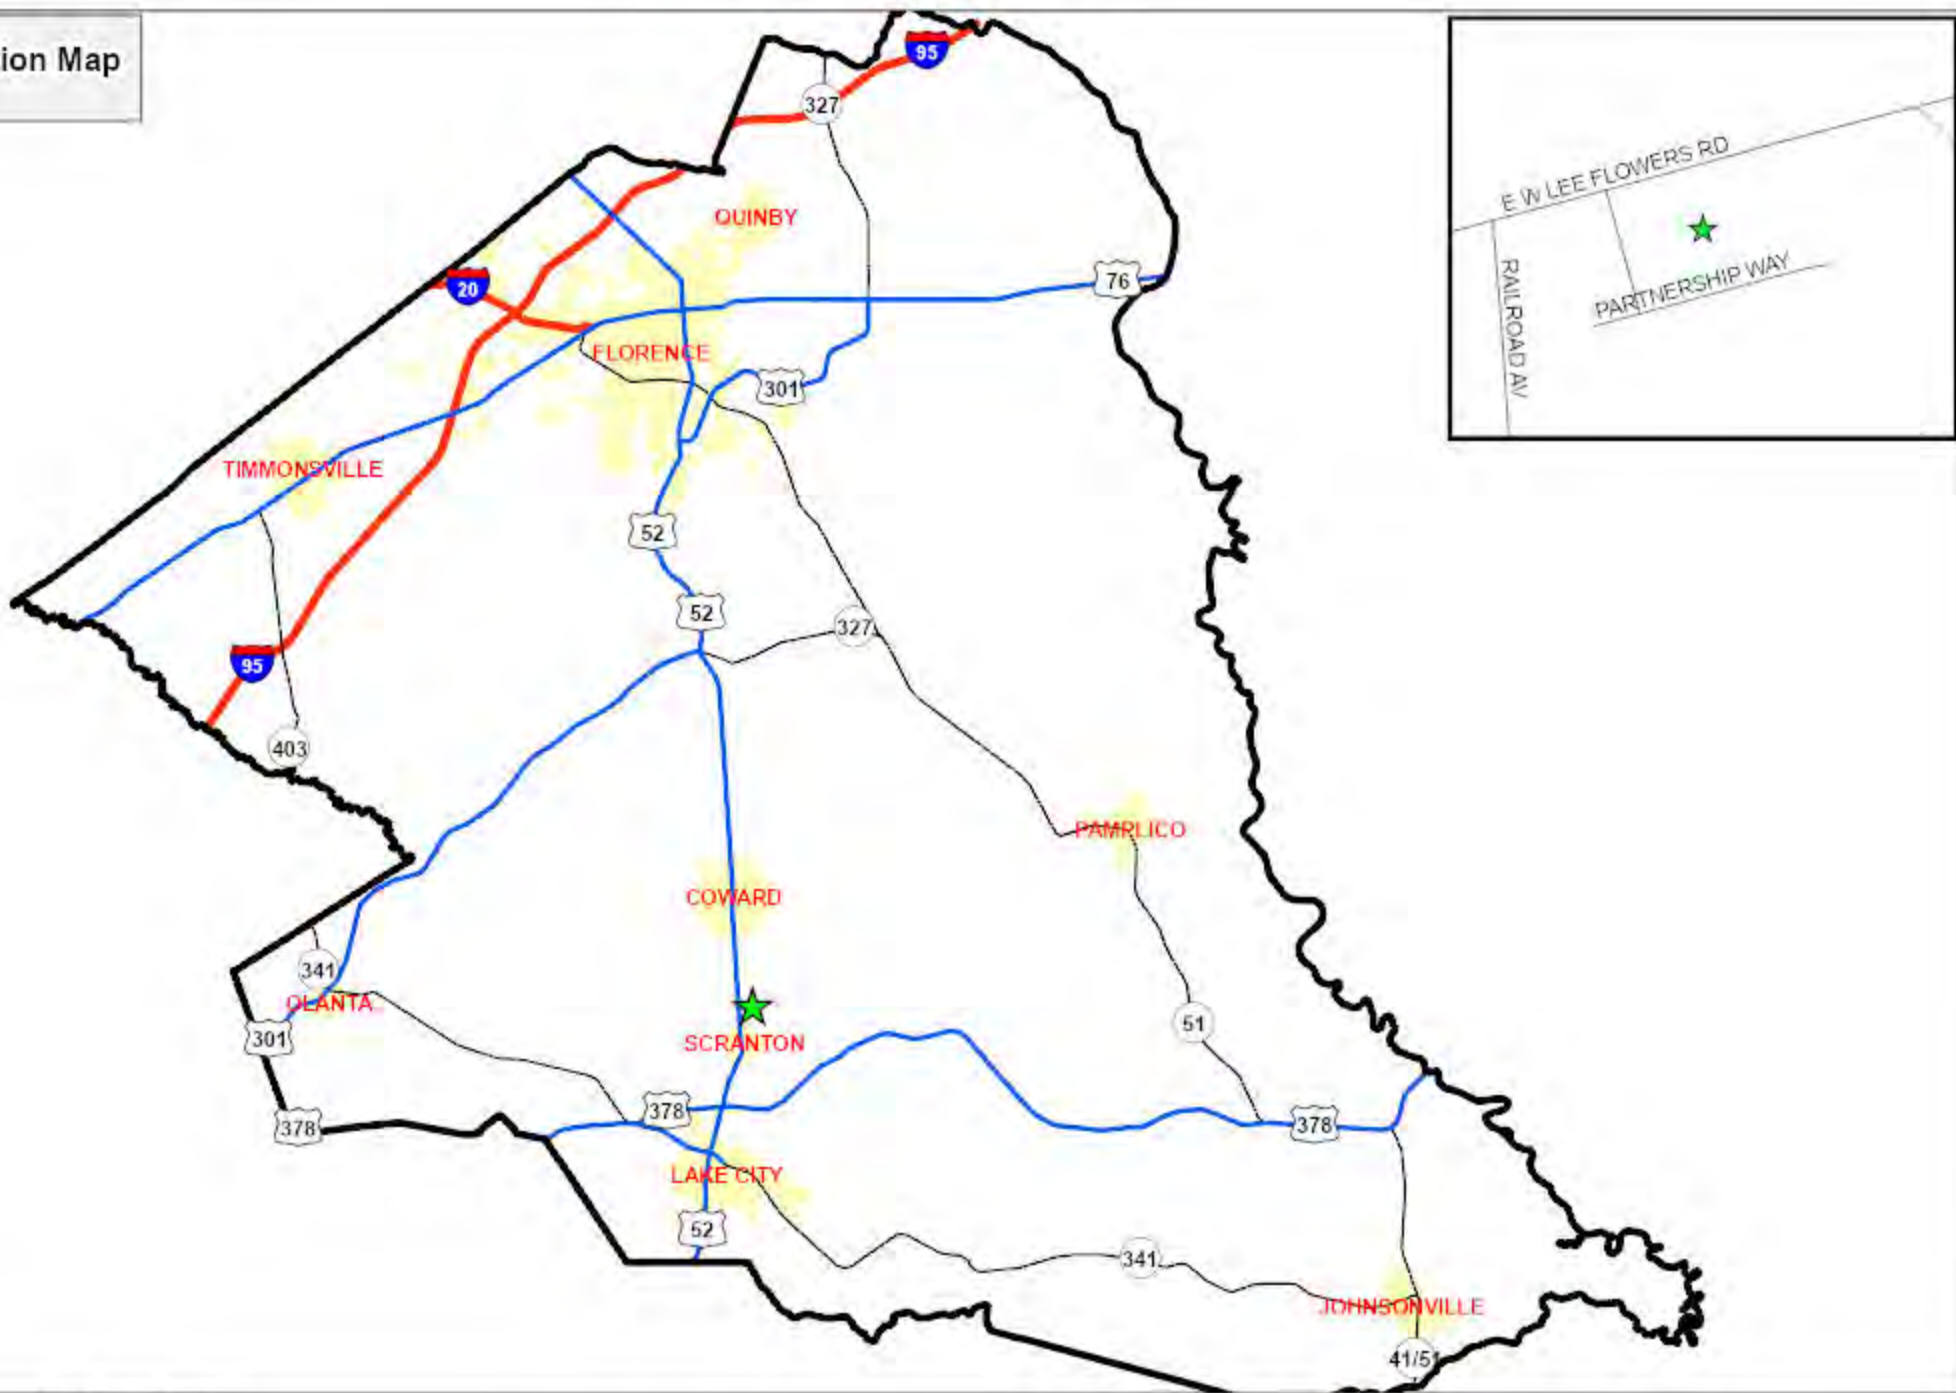 ion Map
95
327
E W LEE FLOWERS RD
QUINBY
RAILROAD AV
PARTNERSHIP WAY
20
76
FLORENCE
301
TIMMONSVILLE
52
52
327
95
403
PAMPLICO
COWARD
341
OLANTA
51
301
SCRANTON
378
378
378
LAKE CITY
52
341
JOHNSONVILLE
41/51